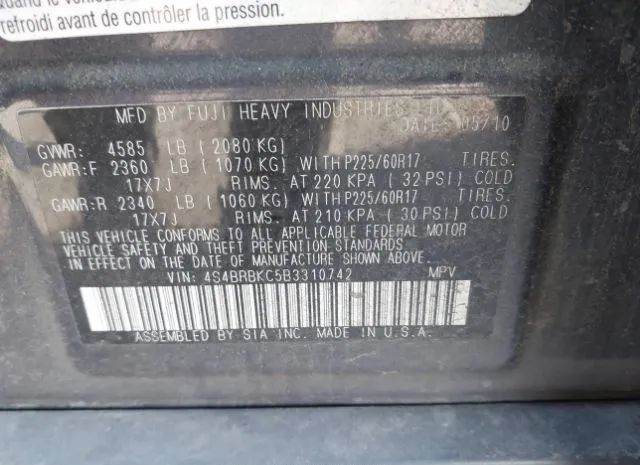 quand le véhicule
refroidi avant de contrôler la pression.
MFD BY FUJI HEAVY INDUSTRIES LTD.
DATE: 05/10
GVWR: 4585 LB ( 2080 KG)
GAWR:F 2360 LB ( 1070 KG) WITH P225/60R17 TIRES.
17X7J RIMS. AT 220 KPA ( 32 PSI) COLD
GAWR:R 2340 LB ( 1060 KG) WITH P225/60R17 TIRES.
17X7J RIMS. AT 210 KPA ( 30 PSI) COLD
THIS VEHICLE CONFORMS TO ALL APPLICABLE FEDERAL MOTOR
VEHICLE SAFETY AND THEFT PREVENTION STANDARDS
IN EFFECT ON THE DATE OF MANUFACTURE SHOWN ABOVE.
VIN: 4S4BRBKC5B3310742 MPV
ASSEMBLED BY SIA INC. MADE IN U.S.A.